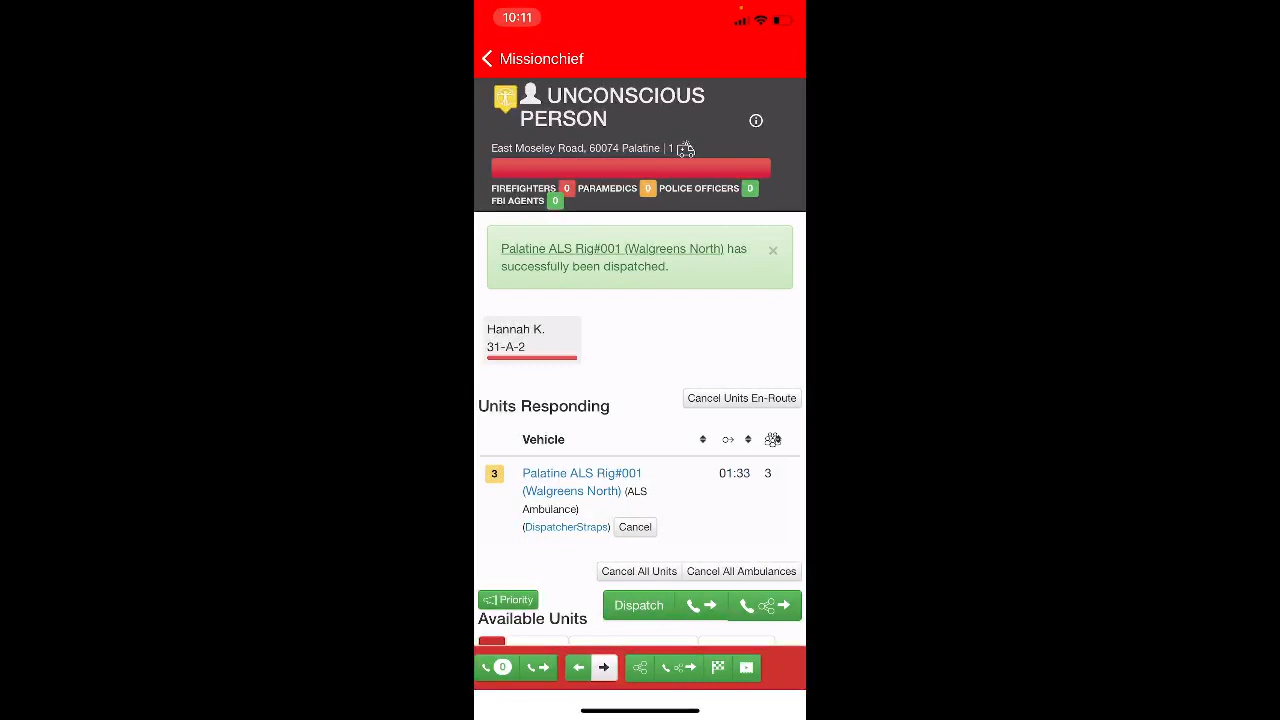 10:11
Missionchief
UNCONSCIOUS
PERSON
East Moseley Road, 60074 Palatine | 1
FIREFIGHTERS 0 PARAMEDICS 0 POLICE OFFICERS 0
FBI AGENTS 0
Palatine ALS Rig#001 (Walgreens North) has
successfully been dispatched.
×
Hannah K.
31-A-2
Cancel Units En-Route
Units Responding
Vehicle
3 Palatine ALS Rig#001 01:33 3
(Walgreens North) (ALS
Ambulance)
(DispatcherStraps) Cancel
Cancel All Units Cancel All Ambulances
Priority
Dispatch
Available Units
0